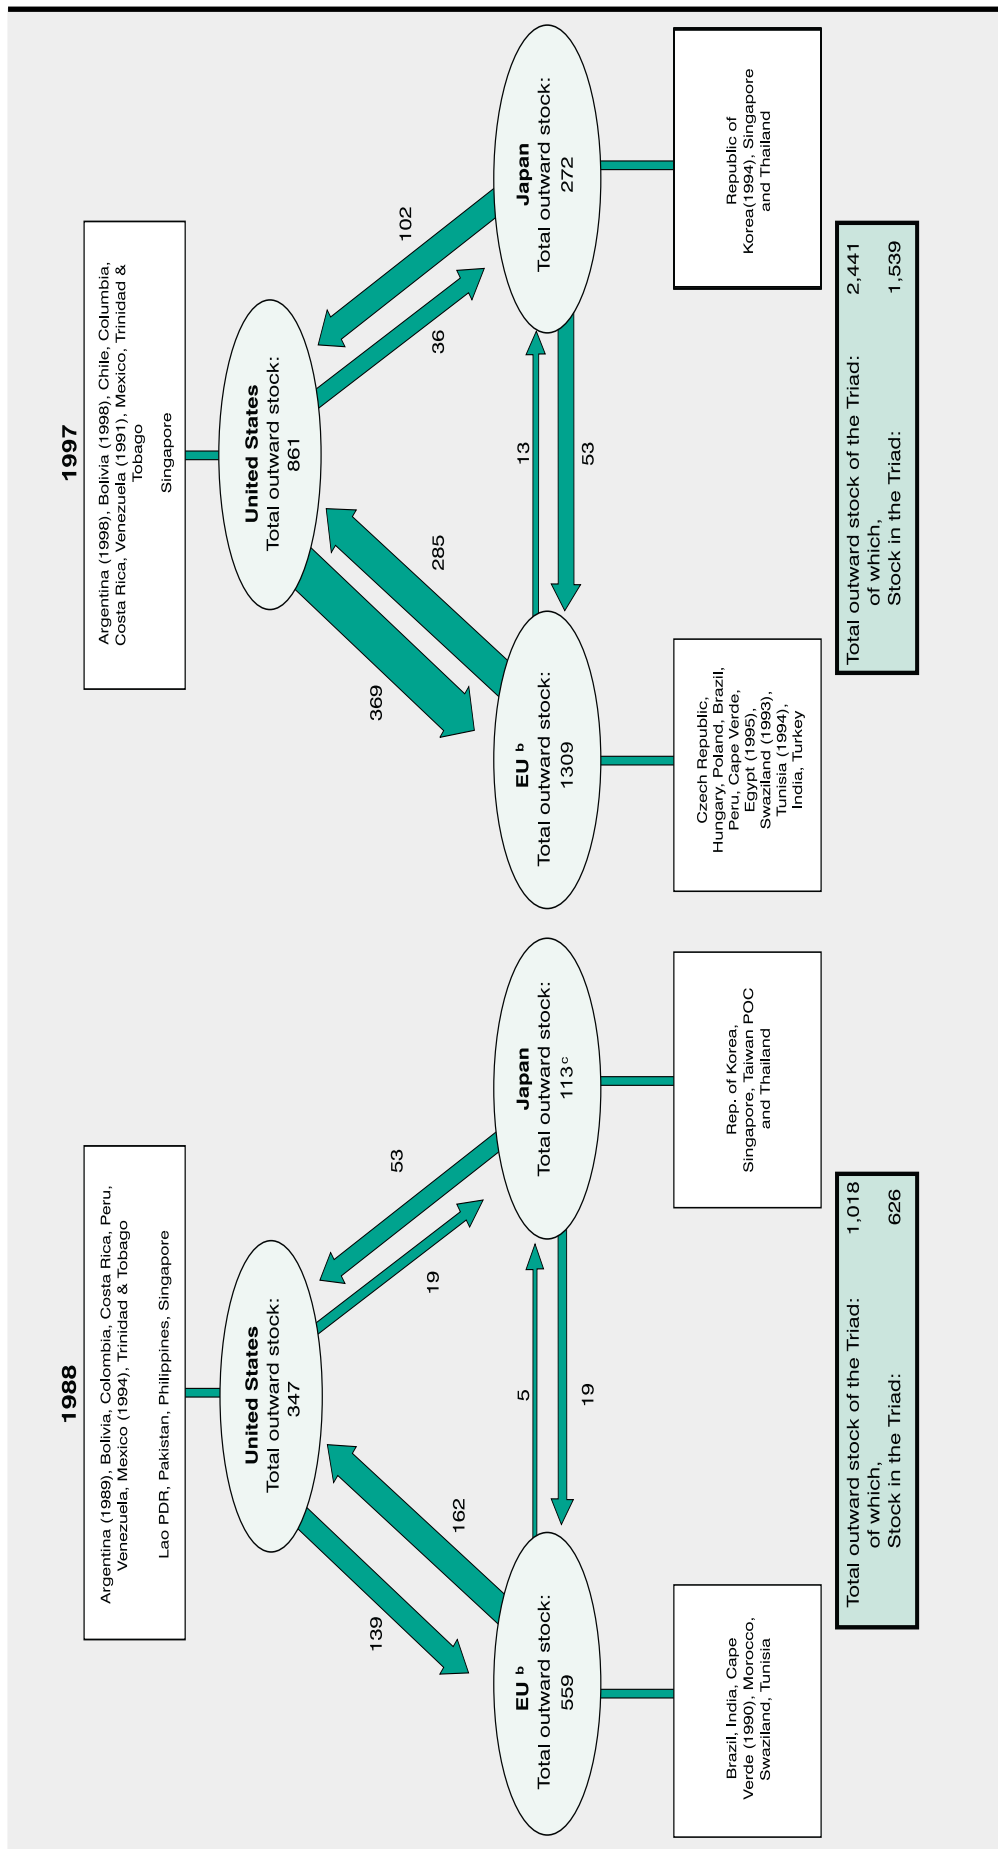 1988
Argentina (1989), Bolivia, Colombia, Costa Rica, Peru,
Venezuela, Mexico (1994), Trinidad & Tobago
Lao PDR, Pakistan, Philippines, Singapore
United States
Total outward stock:
347
139
162
53
19
EU b
Total outward stock:
559
5
19
Japan
Total outward stock:
113 c
Brazil, India, Cape
Verde (1990), Morocco,
Swaziland, Tunisia
Rep. of Korea,
Singapore, Taiwan POC
and Thailand
Total outward stock of the Triad: 1,018
of which,
Stock in the Triad: 626
1997
Argentina (1998), Bolivia (1998), Chile, Columbia,
Costa Rica, Venezuela (1991), Mexico, Trinidad &
Tobago
Singapore
United States
Total outward stock:
861
369
285
102
36
EU b
Total outward stock:
1309
13
53
Japan
Total outward stock:
272
Czech Republic,
Hungary, Poland, Brazil,
Peru, Cape Verde,
Egypt (1995),
Swaziland (1993),
Tunisia (1994),
India, Turkey
Republic of
Korea(1994), Singapore
and Thailand
Total outward stock of the Triad: 2,441
of which,
Stock in the Triad: 1,539